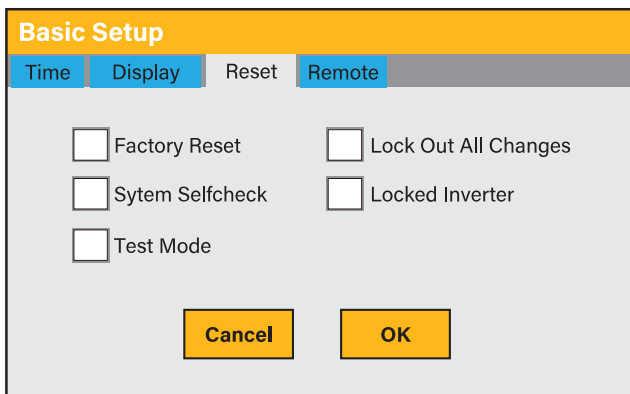 Basic Setup
Time Display Reset Remote
Factory Reset Lock Out All Changes
Sytem Selfcheck Locked Inverter
Test Mode
Cancel OK